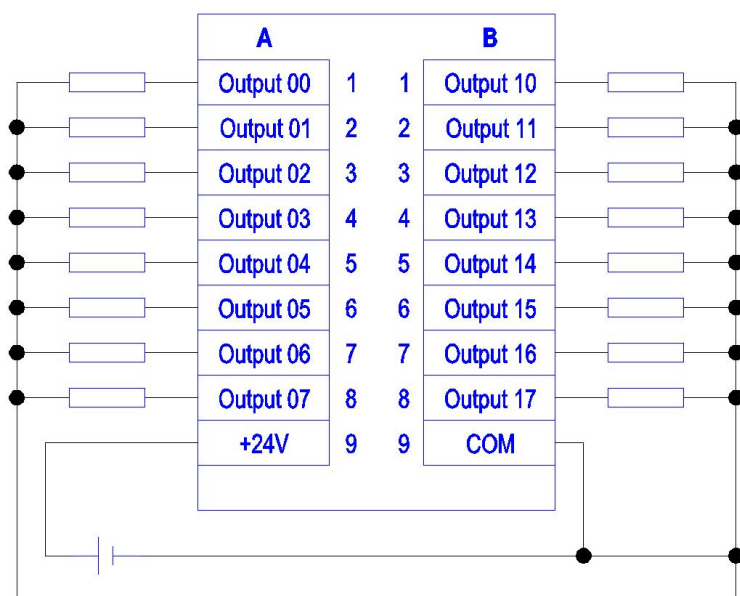 A B
Output 00 1 1 Output 10
Output 01 2 2 Output 11
Output 02 3 3 Output 12
Output 03 4 4 Output 13
Output 04 5 5 Output 14
Output 05 6 6 Output 15
Output 06 7 7 Output 16
Output 07 8 8 Output 17
+24V 9 9 COM